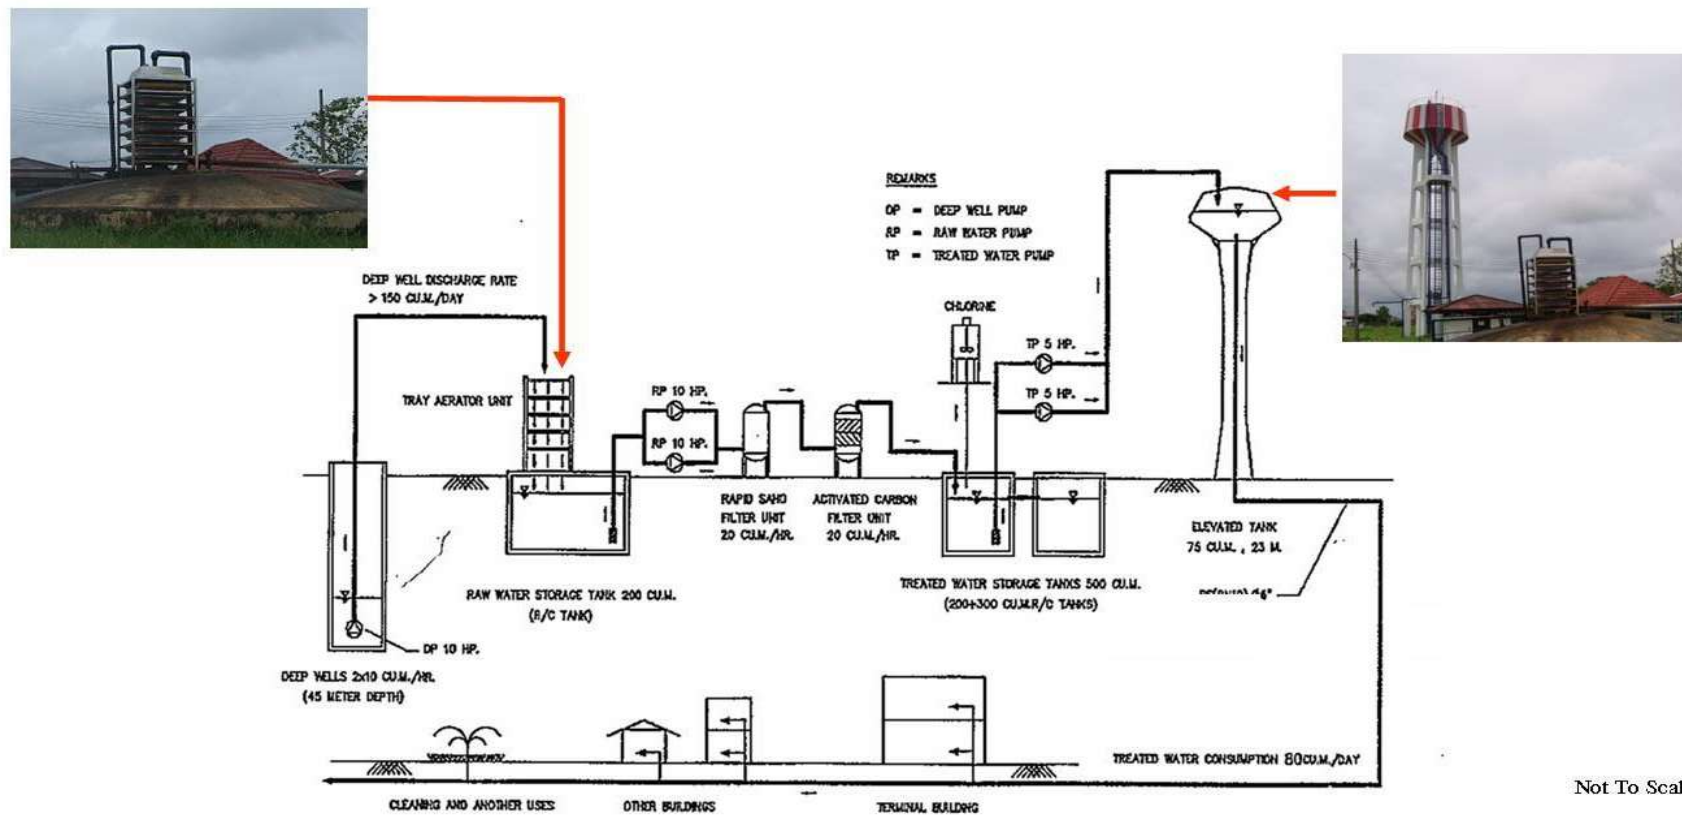 REMARKS
DP = DEEP WELL PUMP
RP = RAW WATER PUMP
TP = TREATED WATER PUMP
DEEP WELL DISCHARGE RATE
> 150 CU.M./DAY
CHLORINE
TP 5 HP.
TP 5 HP.
TRAY AERATOR UNIT
RP 10 HP.
RP 10 HP.
RAPID SAND
FILTER UNIT
20 CU.M./HR.
ACTIVATED CARBON
FILTER UNIT
20 CU.M./HR.
ELEVATED TANK
75 CU.M. , 23 M.
RAW WATER STORAGE TANK 200 CU.M.
(R/C TANK)
TREATED WATER STORAGE TANKS 500 CU.M.
(200+300 CU.M.R/C TANKS)
DP 10 HP.
DEEP WELLS 2x10 CU.M./HR.
(45 METER DEPTH)
TREATED WATER CONSUMPTION 80CU.M./DAY
CLEANING AND ANOTHER USES
OTHER BUILDINGS
TERMINAL BUILDING
Not To Scal